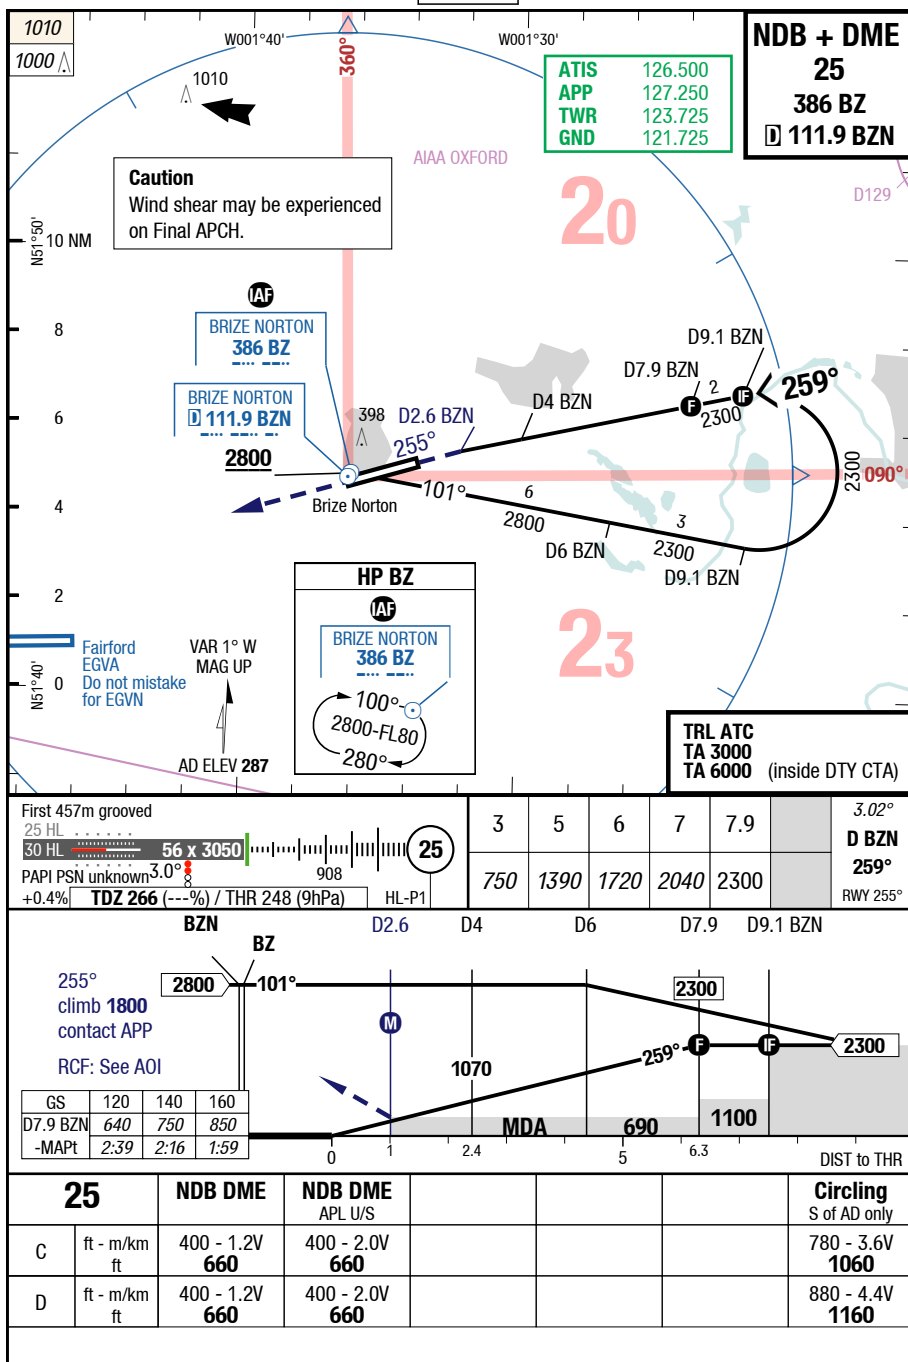 1010
1000
W001°40'
360°
W001°30'
NDB + DME
25
386 BZ
D 111.9 BZN
ATIS 126.500
APP 127.250
TWR 123.725
GND 121.725
1010
AIAA OXFORD
D129
Caution
Wind shear may be experienced
on Final APCH.
20
N51°50'
10 NM
8
6
4
2
0
N51°40'
IAF
BRIZE NORTON
386 BZ
BRIZE NORTON
D 111.9 BZN
2800
398
D2.6 BZN
255°
D4 BZN
D7.9 BZN
D9.1 BZN
F
2
2300
IF
259°
2300
090°
Brize Norton
101°
6
2800
3
2300
D6 BZN
D9.1 BZN
HP BZ
IAF
BRIZE NORTON
386 BZ
100°
2800-FL80
280°
23
Fairford
EGVA
Do not mistake
for EGVN
VAR 1° W
MAG UP
AD ELEV 287
TRL ATC
TA 3000
TA 6000 (inside DTY CTA)
First 457m grooved
25 HL
30 HL 56 x 3050
25
PAPI PSN unknown 3.0° 908
+0.4% TDZ 266 (---%) / THR 248 (9hPa) HL-P1
3 5 6 7 7.9
750 1390 1720 2040 2300
3.02°
D BZN
259°
RWY 255°
BZN BZ D2.6 D4 D6 D7.9 D9.1 BZN
255°
climb 1800
contact APP
RCF: See AOI
2800 101°
2300
M
F
IF
2300
259°
1070
MDA 690 1100
0 1 2.4 5 6.3 DIST to THR
GS 120 140 160
D7.9 BZN 640 750 850
-MAPt 2:39 2:16 1:59
25 NDB DME NDB DME Circling
APL U/S S of AD only
C ft - m/km 400 - 1.2V 400 - 2.0V 780 - 3.6V
ft 660 660 1060
D ft - m/km 400 - 1.2V 400 - 2.0V 880 - 4.4V
ft 660 660 1160